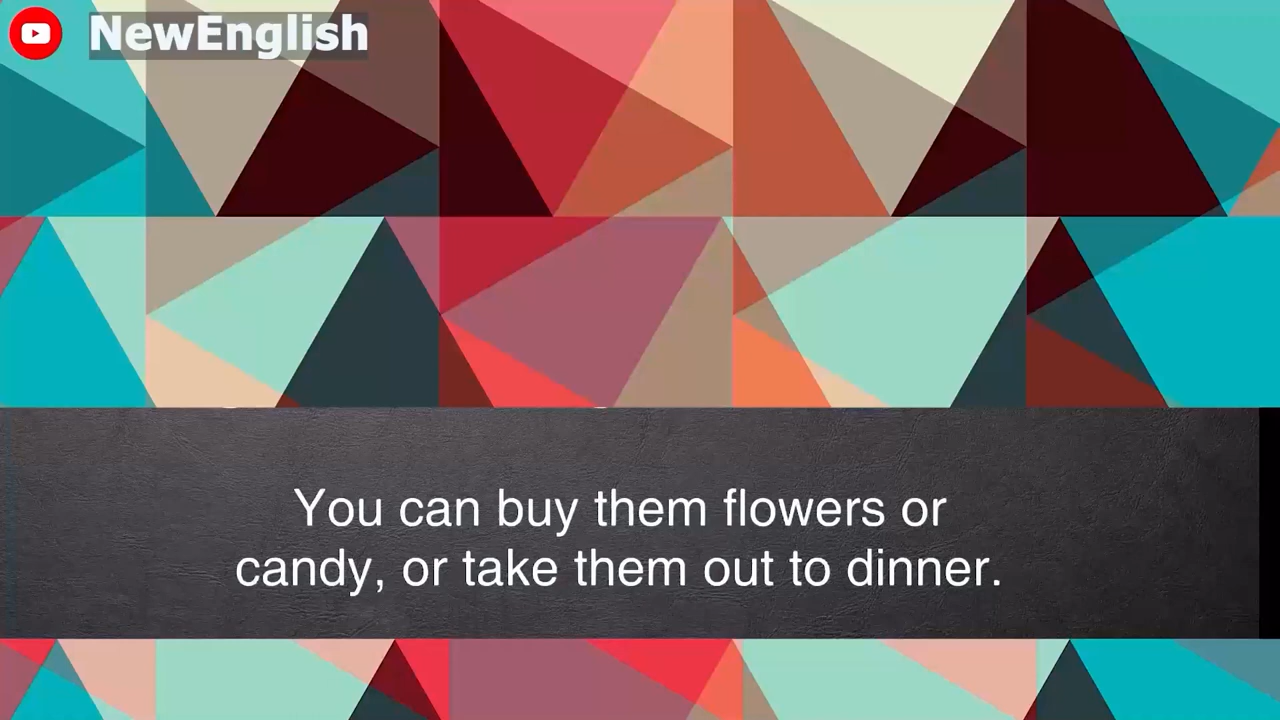 NewEnglish
You can buy them flowers or
candy, or take them out to dinner.